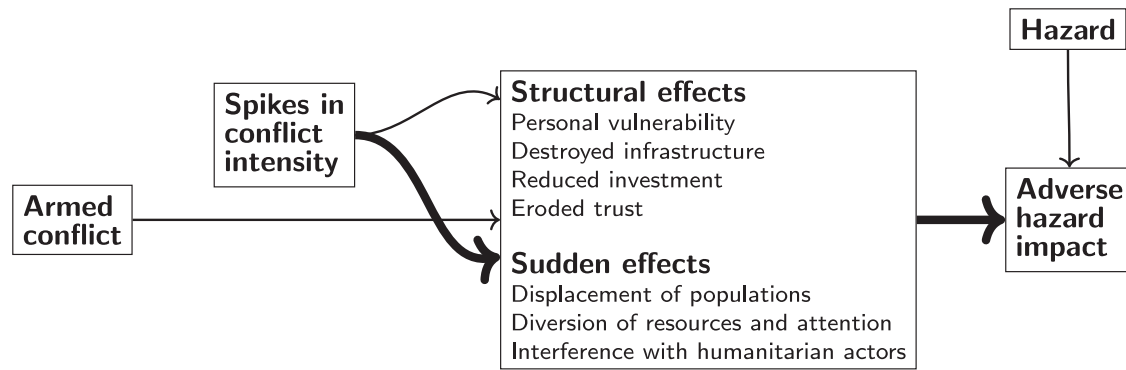 Hazard
Spikes in
conflict
intensity
Armed
conflict
Structural effects
Personal vulnerability
Destroyed infrastructure
Reduced investment
Eroded trust
Sudden effects
Displacement of populations
Diversion of resources and attention
Interference with humanitarian actors
Adverse
hazard
impact